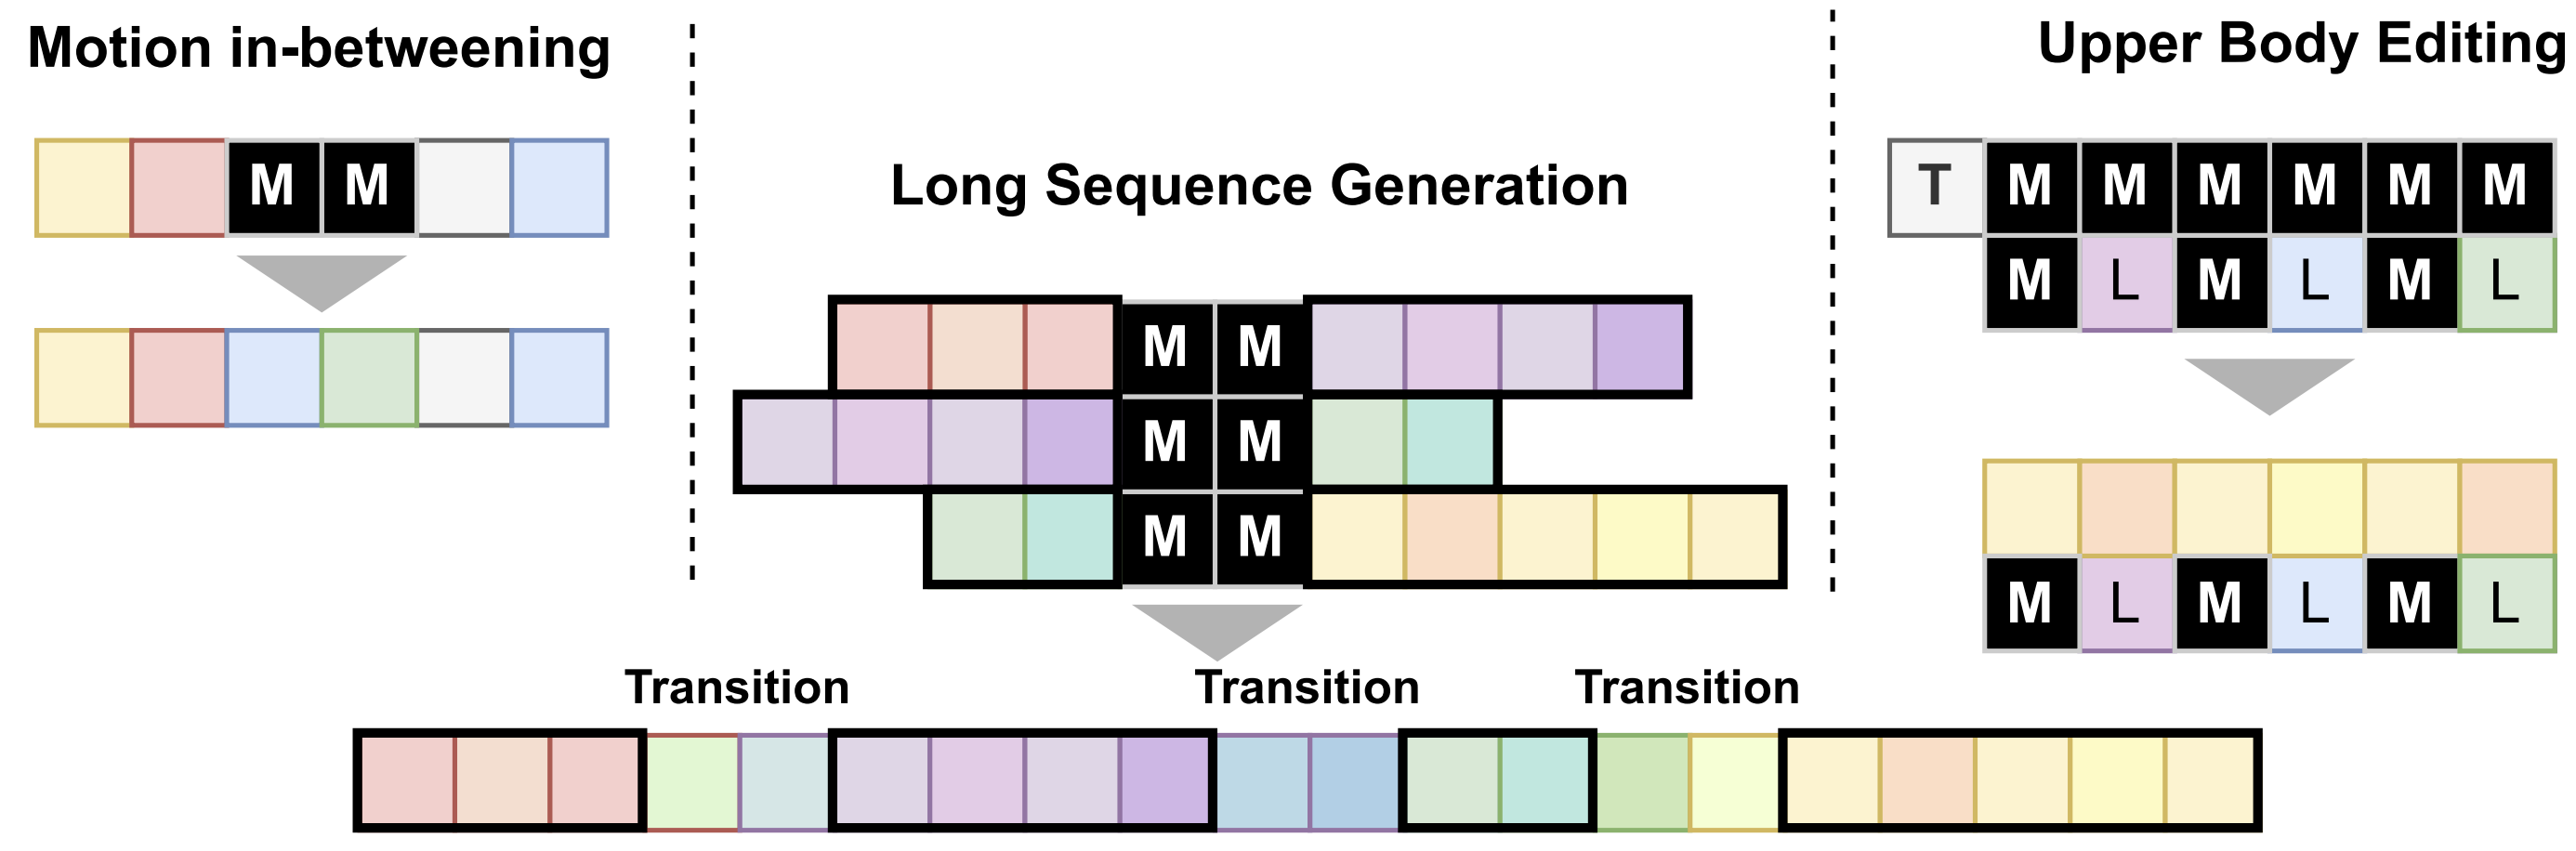 Motion in-betweening
M M
Long Sequence Generation
M M
M M
M M
Transition Transition Transition
Upper Body Editing
T M M M M M M
M L M L M L
M L M L M L